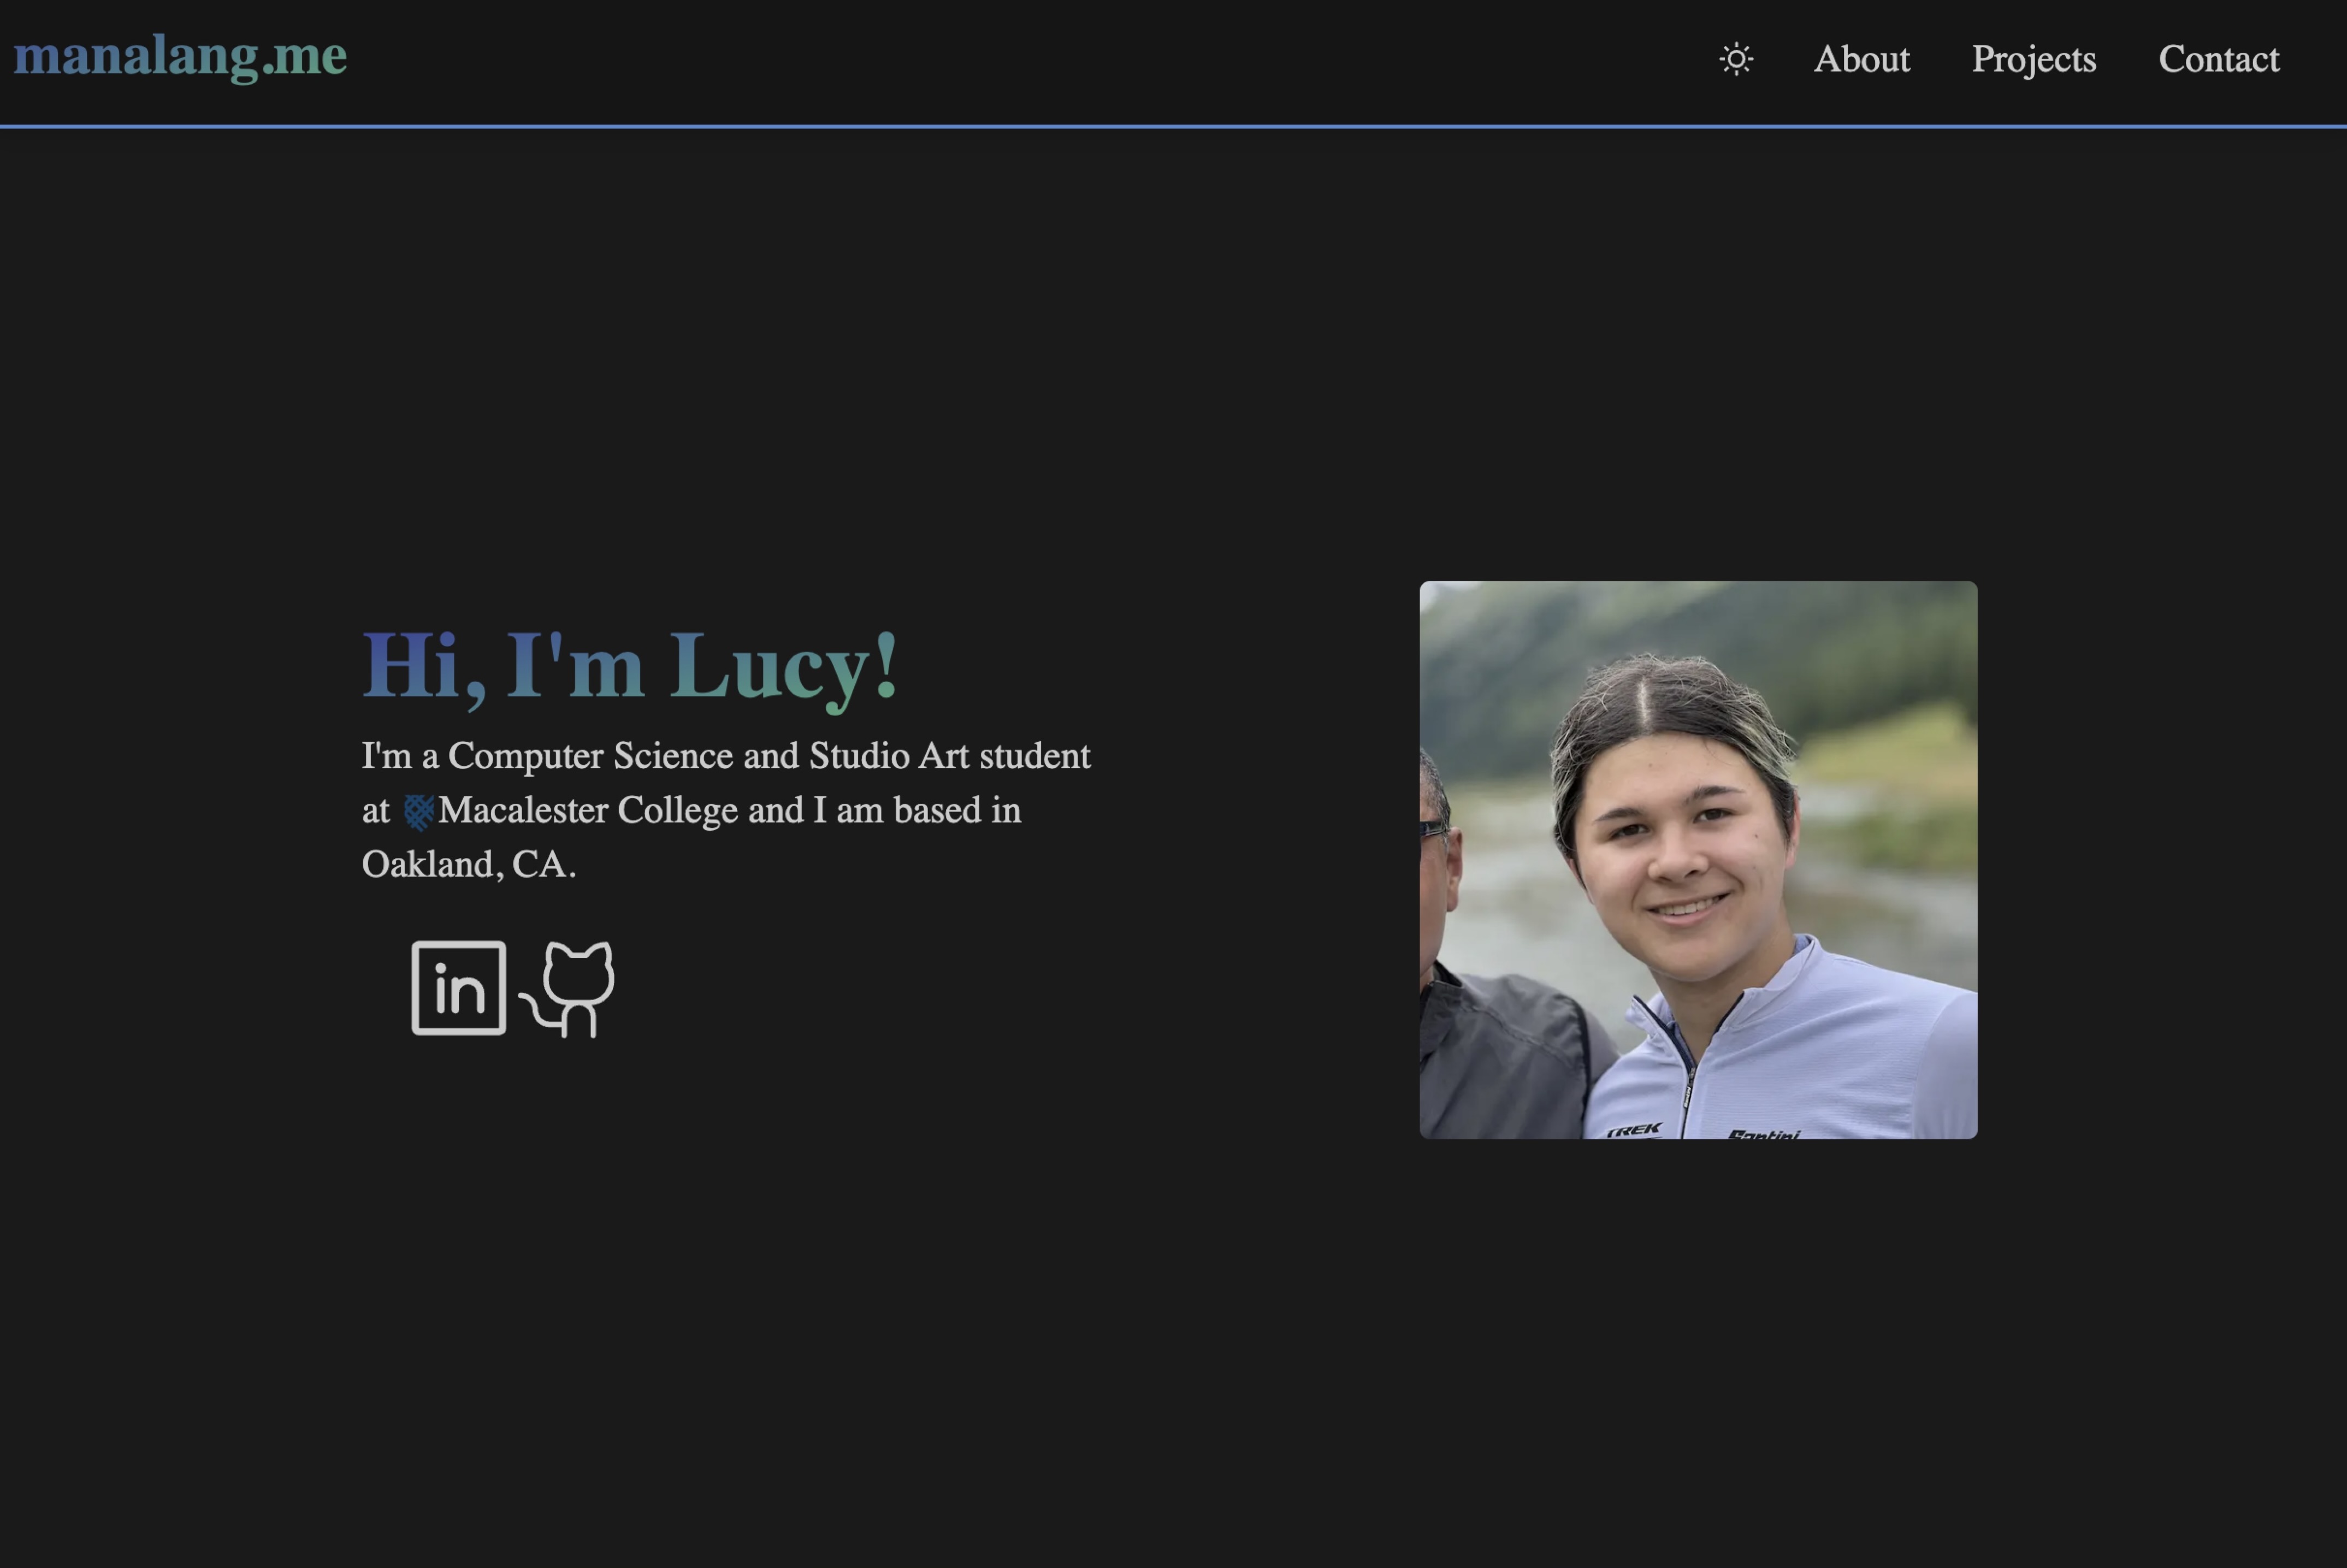 manalang.me
About
Projects
Contact
Hi, I'm Lucy!
I'm a Computer Science and Studio Art student
at Macalester College and I am based in
Oakland, CA.
in
TREK
Santini